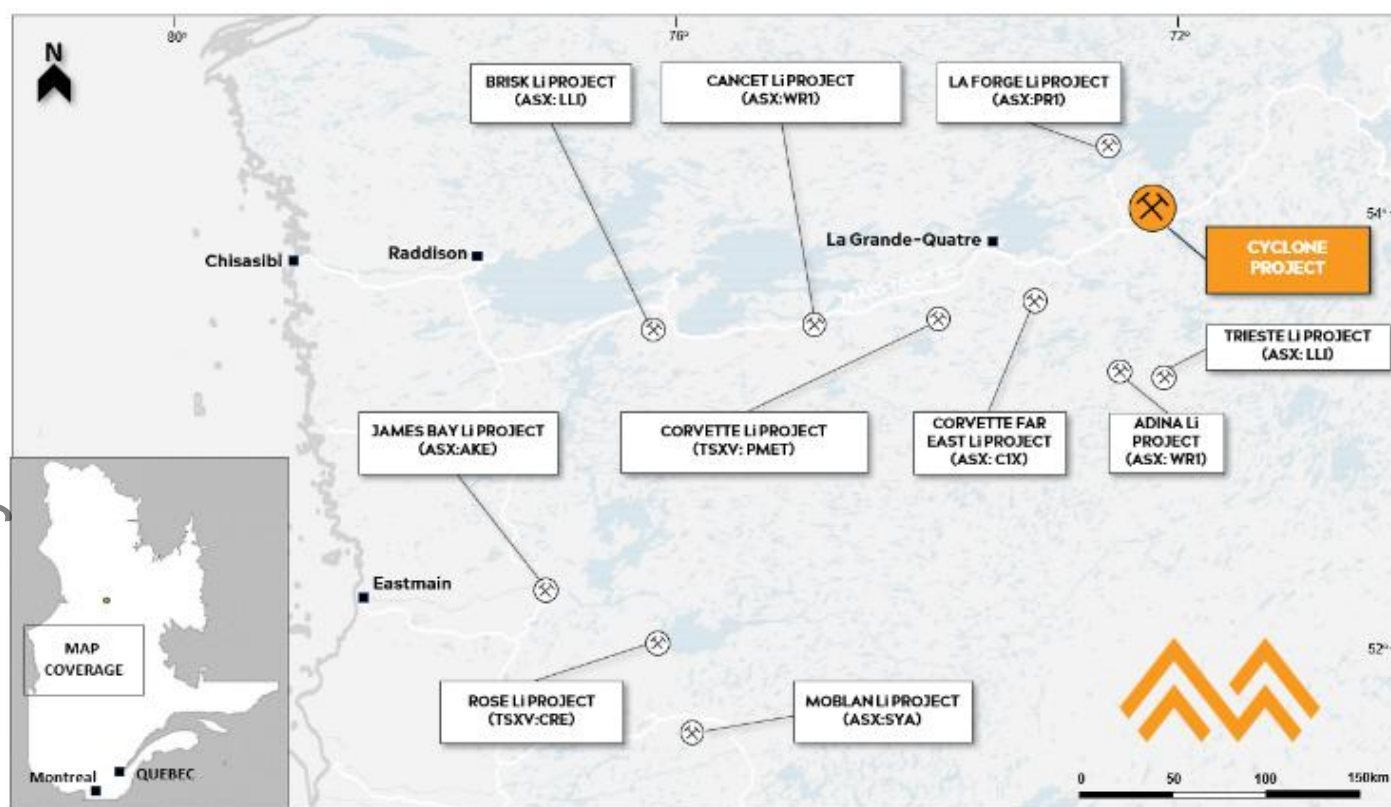 80°
76°
72°
N
BRISK Li PROJECT
(ASX: LLI)
CANCET Li PROJECT
(ASX:WR1)
LA FORGE Li PROJECT
(ASX:PR1)
54°
La Grande-Quatre
Chisasibi
Raddison
CYCLONE
PROJECT
TRIESTE Li PROJECT
(ASX: LLI)
JAMES BAY Li PROJECT
(ASX:AKE)
CORVETTE Li PROJECT
(TSXV: PMET)
CORVETTE FAR
EAST Li PROJECT
(ASX: C1X)
ADINA Li
PROJECT
(ASX: WR1)
Eastmain
52°
MAP
COVERAGE
ROSE Li PROJECT
(TSXV:CRE)
MOBLAN Li PROJECT
(ASX:SYA)
Montreal
QUEBEC
0
50
100
150km